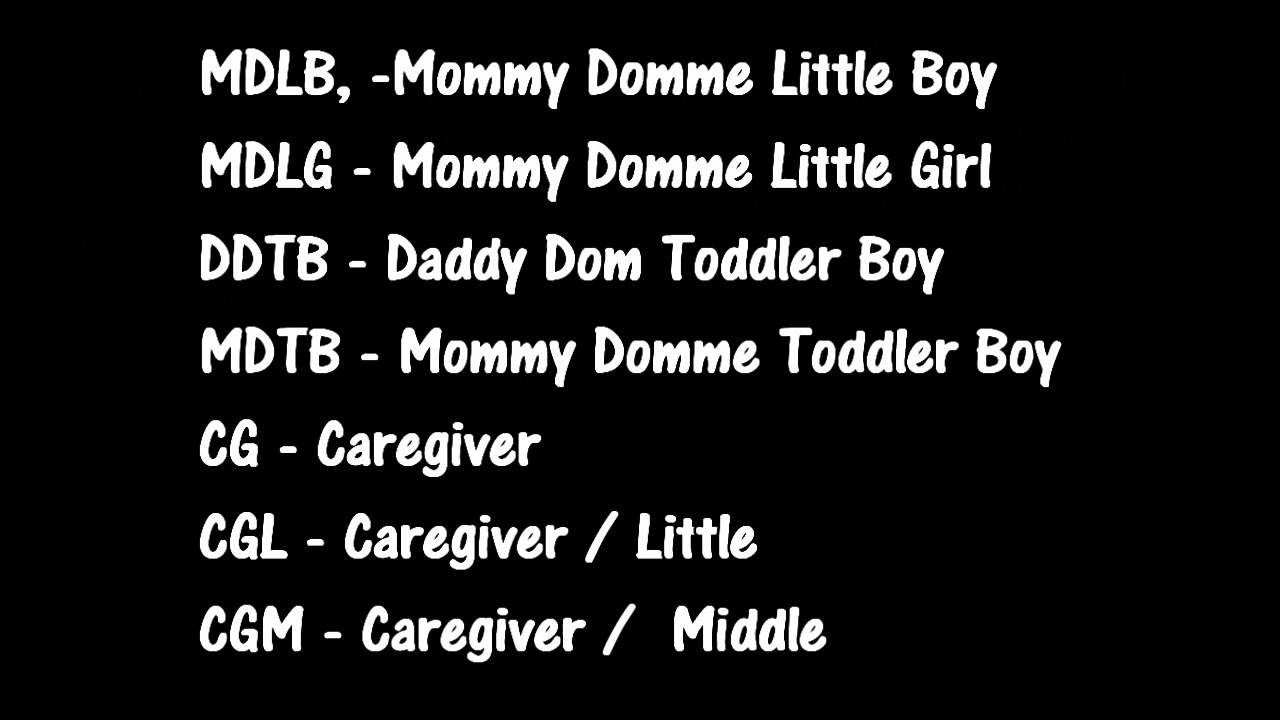 MDLB, -Mommy Domme Little Boy
MDLG - Mommy Domme Little Girl
DDTB - Daddy Dom Toddler Boy
MDTB - Mommy Domme Toddler Boy
CG - Caregiver
CGL - Caregiver / Little
CGM - Caregiver /  Middle